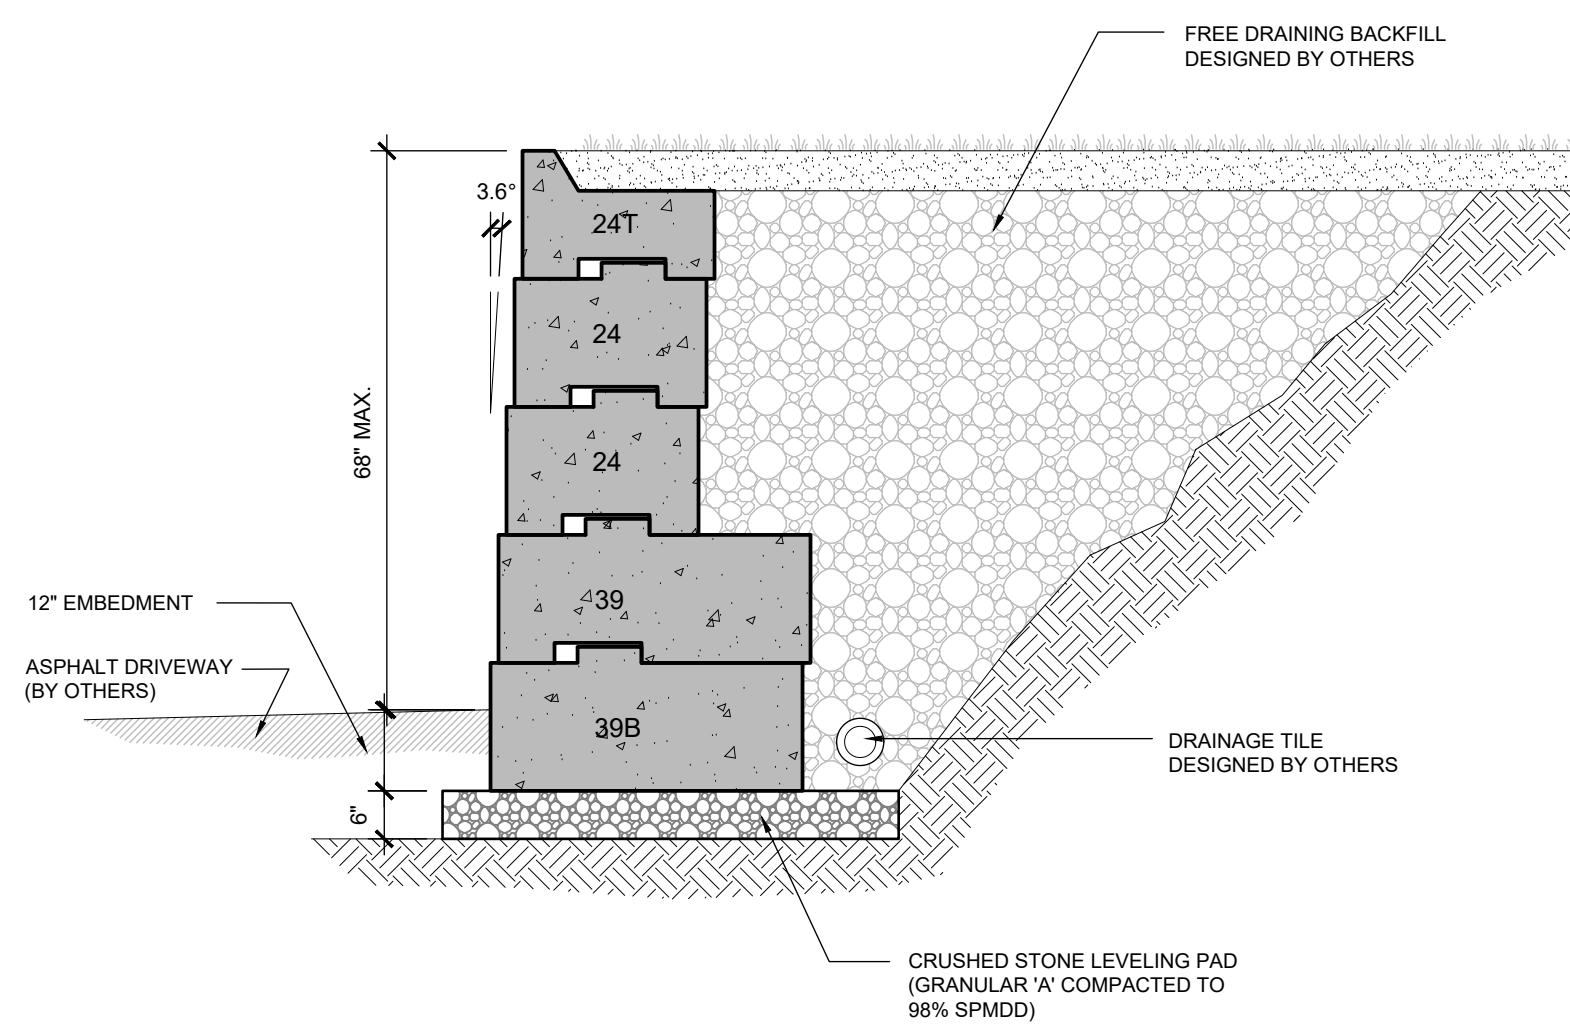 FREE DRAINING BACKFILL
DESIGNED BY OTHERS
3.6°
24T
24
68" MAX.
24
39
12" EMBEDMENT
ASPHALT DRIVEWAY
(BY OTHERS)
39B
DRAINAGE TILE
DESIGNED BY OTHERS
6"
CRUSHED STONE LEVELING PAD
(GRANULAR 'A' COMPACTED TO
98% SPMDD)